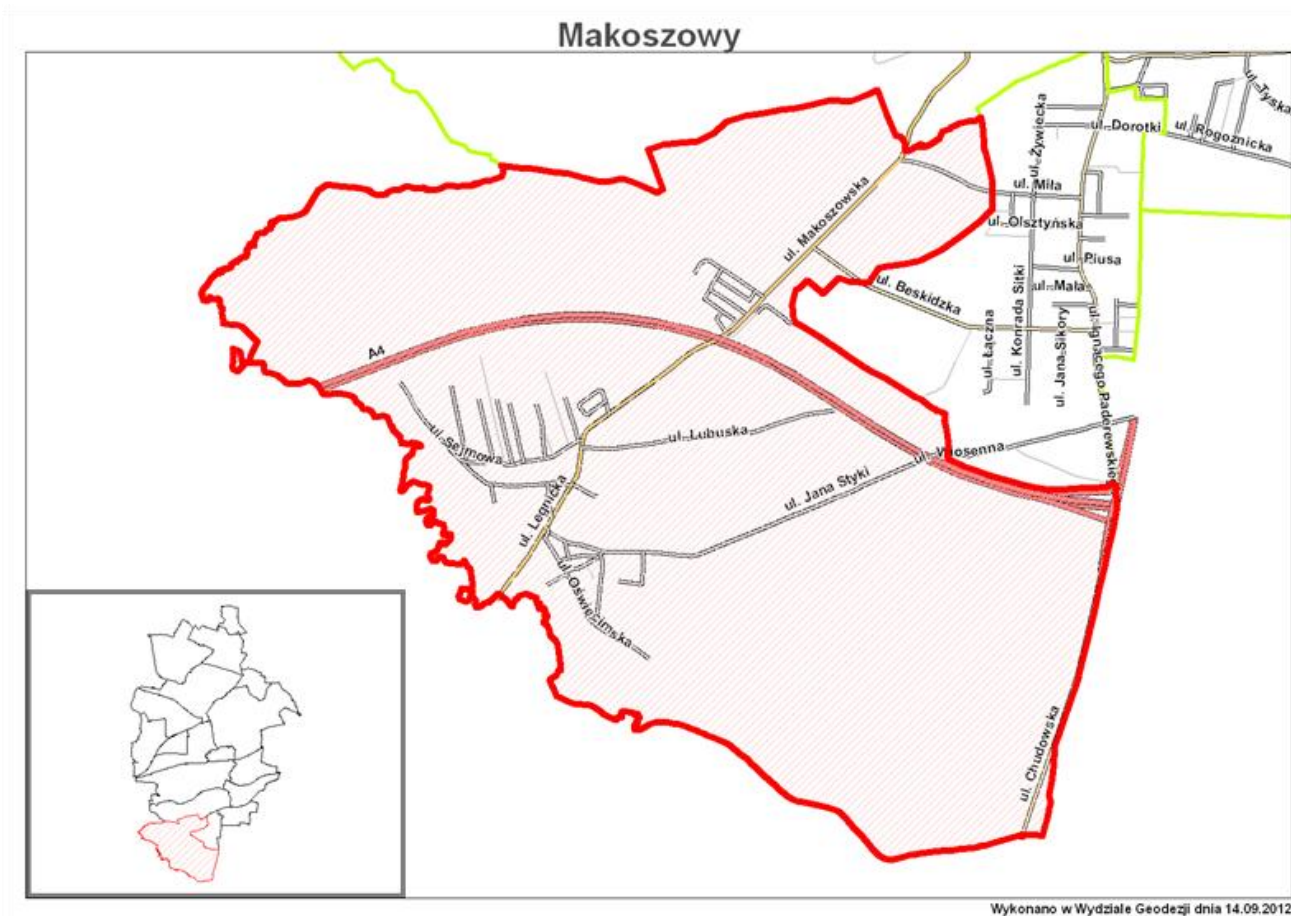 Makoszowy
ul. Tyska
ul. Żywiecka
ul. Dorotki
ul. Rogoznicka
ul. Miła
ul. Makoszowska
ul. Olsztyńska
ul. Piusa
ul. Beskidzka
ul. Mała
ul. Konrada Sitki
ul. Łączna
ul. Jana Sikory
ul. Ignacego Paderewskie
A4
ul. Sejmowa
ul. Lubuska
ul. Wiosenna
ul. Legnicka
ul. Jana Styki
ul. Oświęcimska
ul. Chudowska
Wykonano w Wydziale Geodezji dnia 14.09.2012